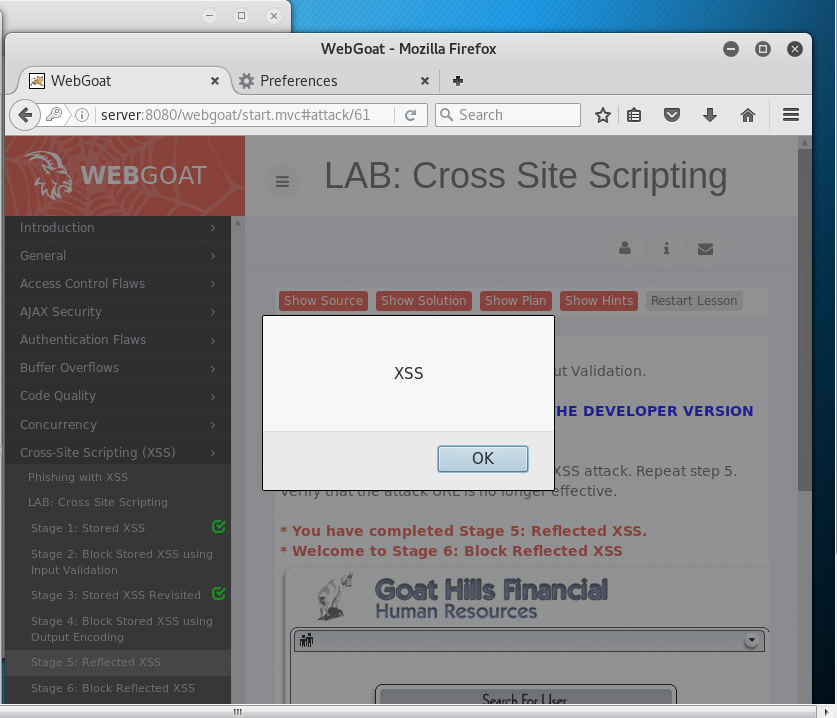 WebGoat - Mozilla Firefox
WebGoat Preferences
server:8080/webgoat/start.mvc#attack/61 Search
WEBGOAT
LAB: Cross Site Scripting
Introduction
General
Access Control Flaws
AJAX Security
Authentication Flaws
Buffer Overflows
Code Quality
Concurrency
Cross-Site Scripting (XSS)
Phishing with XSS
LAB: Cross Site Scripting
Stage 1: Stored XSS
Stage 2: Block Stored XSS using
Input Validation
Stage 3: Stored XSS Revisited
Stage 4: Block Stored XSS using
Output Encoding
Stage 5: Reflected XSS
Stage 6: Block Reflected XSS
Show Source Show Solution Show Plan Show Hints Restart Lesson
Validation.
THE DEVELOPER VERSION
XSS attack. Repeat step 5.
Verify that the attack URL is no longer effective.
* You have completed Stage 5: Reflected XSS.
* Welcome to Stage 6: Block Reflected XSS
Goat Hills Financial
Human Resources
Search For User
XSS
OK